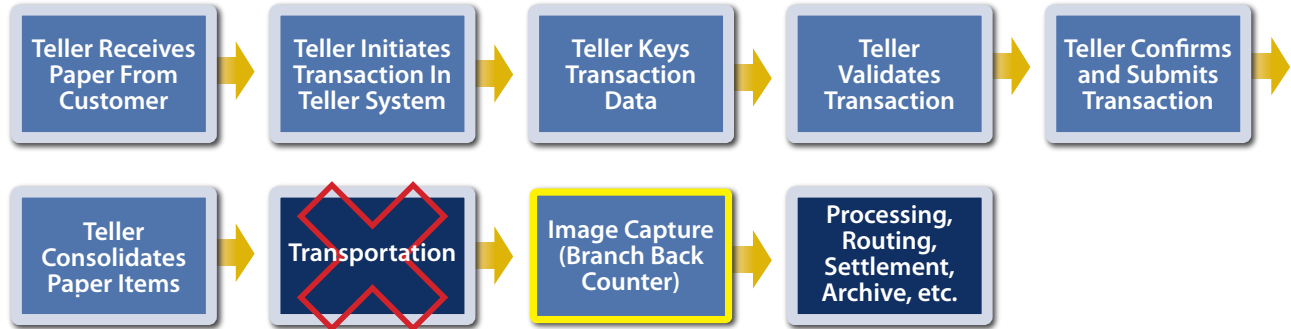 Teller Receives
Paper From
Customer
Teller Initiates
Transaction In
Teller System
Teller Keys
Transaction
Data
Teller
Validates
Transaction
Teller Confirms
and Submits
Transaction
Teller
Consolidates
Paper Items
Transportation
Image Capture
(Branch Back
Counter)
Processing,
Routing,
Settlement,
Archive, etc.